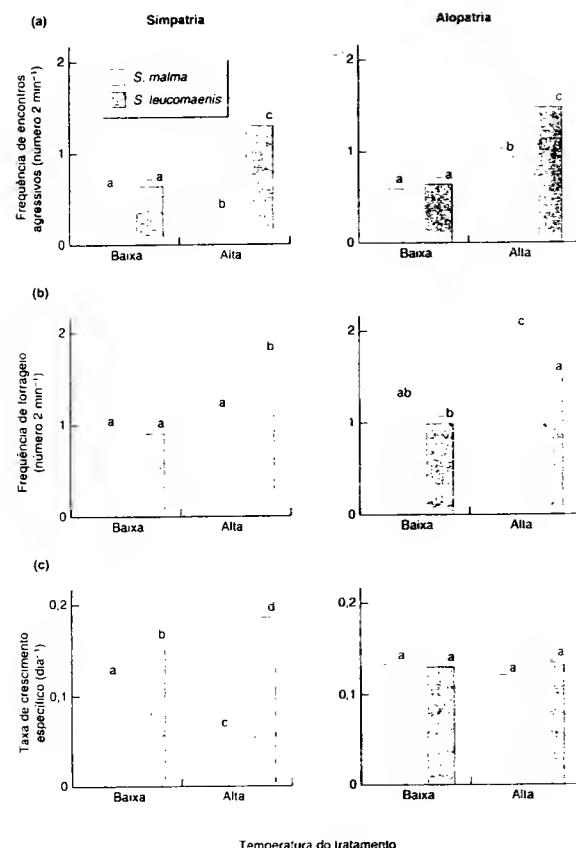 Simpatria
Alopatria
(a)
Frequência de encontros
agressivos (número 2 min⁻¹)
2
1
0
S. malma
S leucomaenis
a
a
b
c
Baixa
Alta
2
1
0
a
a
b
c
Baixa
Alta
(b)
Frequência de forrageio
(número 2 min⁻¹)
2
1
0
a
a
a
b
Baixa
Alta
2
1
0
ab
b
c
a
Baixa
Alta
(c)
Taxa de crescimento
específico (dia⁻¹)
0,2
0,1
0
a
b
c
d
Baixa
Alta
0,2
0,1
0
a
a
a
a
Baixa
Alta
Temperatura do tratamento